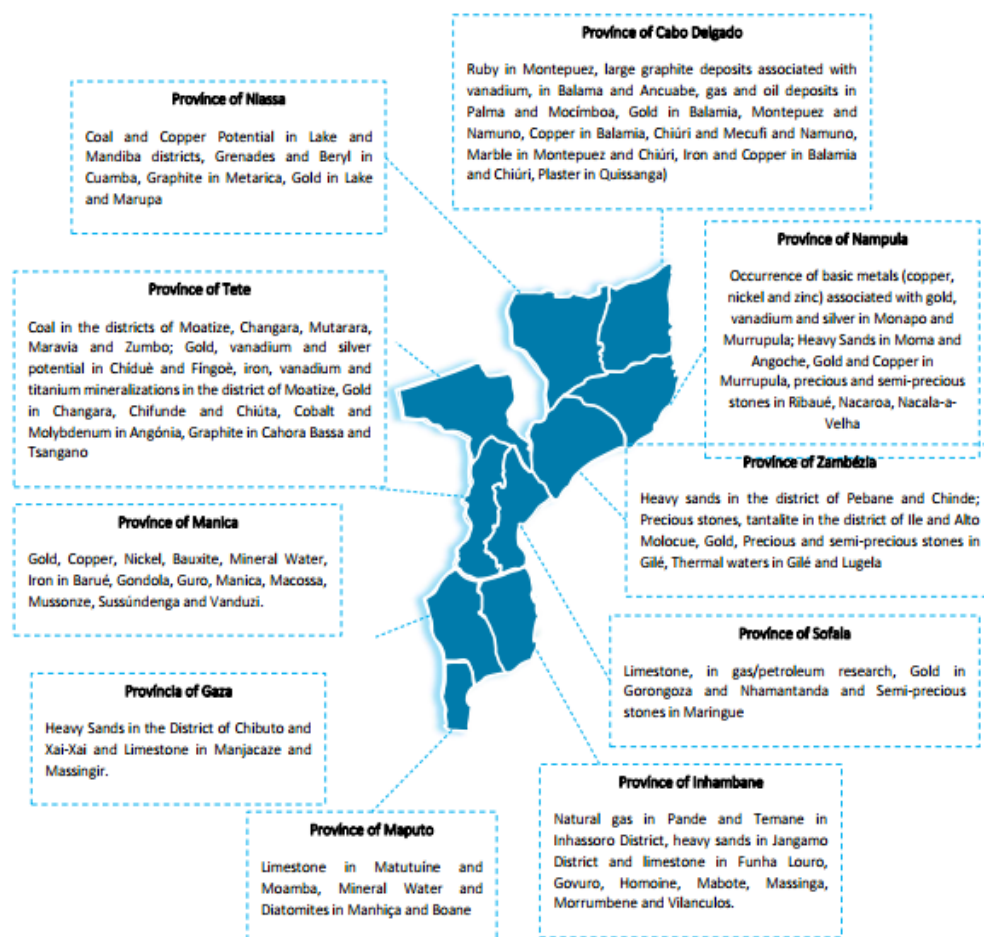 Province of Cabo Delgado
Ruby in Montepuez, large graphite deposits associated with
vanadium, in Balama and Ancuabe, gas and oil deposits in
Palma and Mocímboa, Gold in Balamia, Montepuez and
Namuno, Copper in Balamia, Chiúri and Mecufi and Namuno,
Marble in Montepuez and Chiúri, Iron and Copper in Balamia
and Chiúri, Plaster in Quissanga)
Province of Niassa
Coal and Copper Potential in Lake and
Mandiba districts, Grenades and Beryl in
Cuamba, Graphite in Metarica, Gold in Lake
and Marupa
Province of Nampula
Occurrence of basic metals (copper,
nickel and zinc) associated with gold,
vanadium and silver in Monapo and
Murrupula; Heavy Sands in Moma and
Angoche, Gold and Copper in
Murrupula, precious and semi-precious
stones in Ribaué, Nacaroa, Nacala-a-
Velha
Province of Tete
Coal in the districts of Moatize, Changara, Mutarara,
Maravia and Zumbo; Gold, vanadium and silver
potential in Chíduè and Fíngoè, iron, vanadium and
titanium mineralizations in the district of Moatize, Gold
in Changara, Chifunde and Chiúta, Cobalt and
Molybdenum in Angónia, Graphite in Cahora Bassa and
Tsangano
Province of Zambézia
Heavy sands in the district of Pebane and Chinde;
Precious stones, tantalite in the district of Ile and Alto
Molocue, Gold, Precious and semi-precious stones in
Gilé, Thermal waters in Gilé and Lugela
Province of Manica
Gold, Copper, Nickel, Bauxite, Mineral Water,
Iron in Barué, Gondola, Guro, Manica, Macossa,
Mussonze, Sussúndenga and Vanduzi.
Province of Sofala
Limestone, in gas/petroleum research, Gold in
Gorongoza and Nhamantanda and Semi-precious
stones in Maringue
Províncía of Gaza
Heavy Sands in the District of Chibuto and
Xai-Xai and Limestone in Manjacaze and
Massingir.
Province of Inhambane
Natural gas in Pande and Temane in
Inhassoro District, heavy sands in Jangamo
District and limestone in Funha Louro,
Govuro, Homoine, Mabote, Massinga,
Morrumbene and Vilanculos.
Province of Maputo
Limestone in Matutuíne and
Moamba, Mineral Water and
Diatomites in Manhiça and Boane